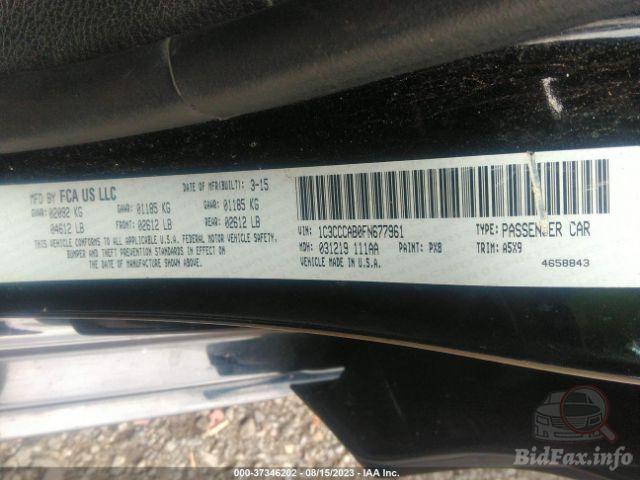 MFD BY FCA US LLC
DATE OF MFR(BUILT): 3-15
GVWR: 02092 KG
04612 LB
GAWR: 01185 KG
FRONT: 02612 LB
GAWR: 01185 KG
REAR: 02612 LB
THIS VEHICLE CONFORMS TO ALL APPLICABLE U.S.A. FEDERAL MOTOR VEHICLE SAFETY,
BUMPER AND THEFT PREVENTION STANDARDS IN EFFECT ON
THE DATE OF MANUFACTURE SHOWN ABOVE.
VIN: 1C3CCCAB0FN677961
TYPE: PASSENGER CAR
MDH: 031219 111AA
PAINT: PX8
TRIM: A5X9
VEHICLE MADE IN U.S.A.
4658843
BidFax.info
000-37346202 - 08/15/2023 - IAA Inc.